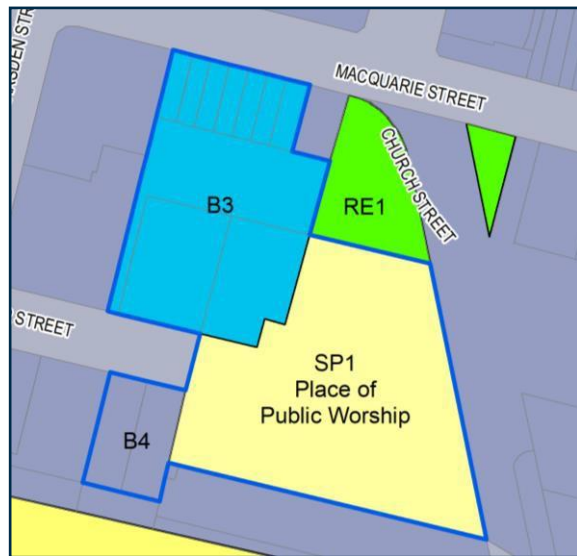 MACQUARIE STREET
CHURCH STREET
B3
RE1
STREET
SP1
Place of
Public Worship
B4